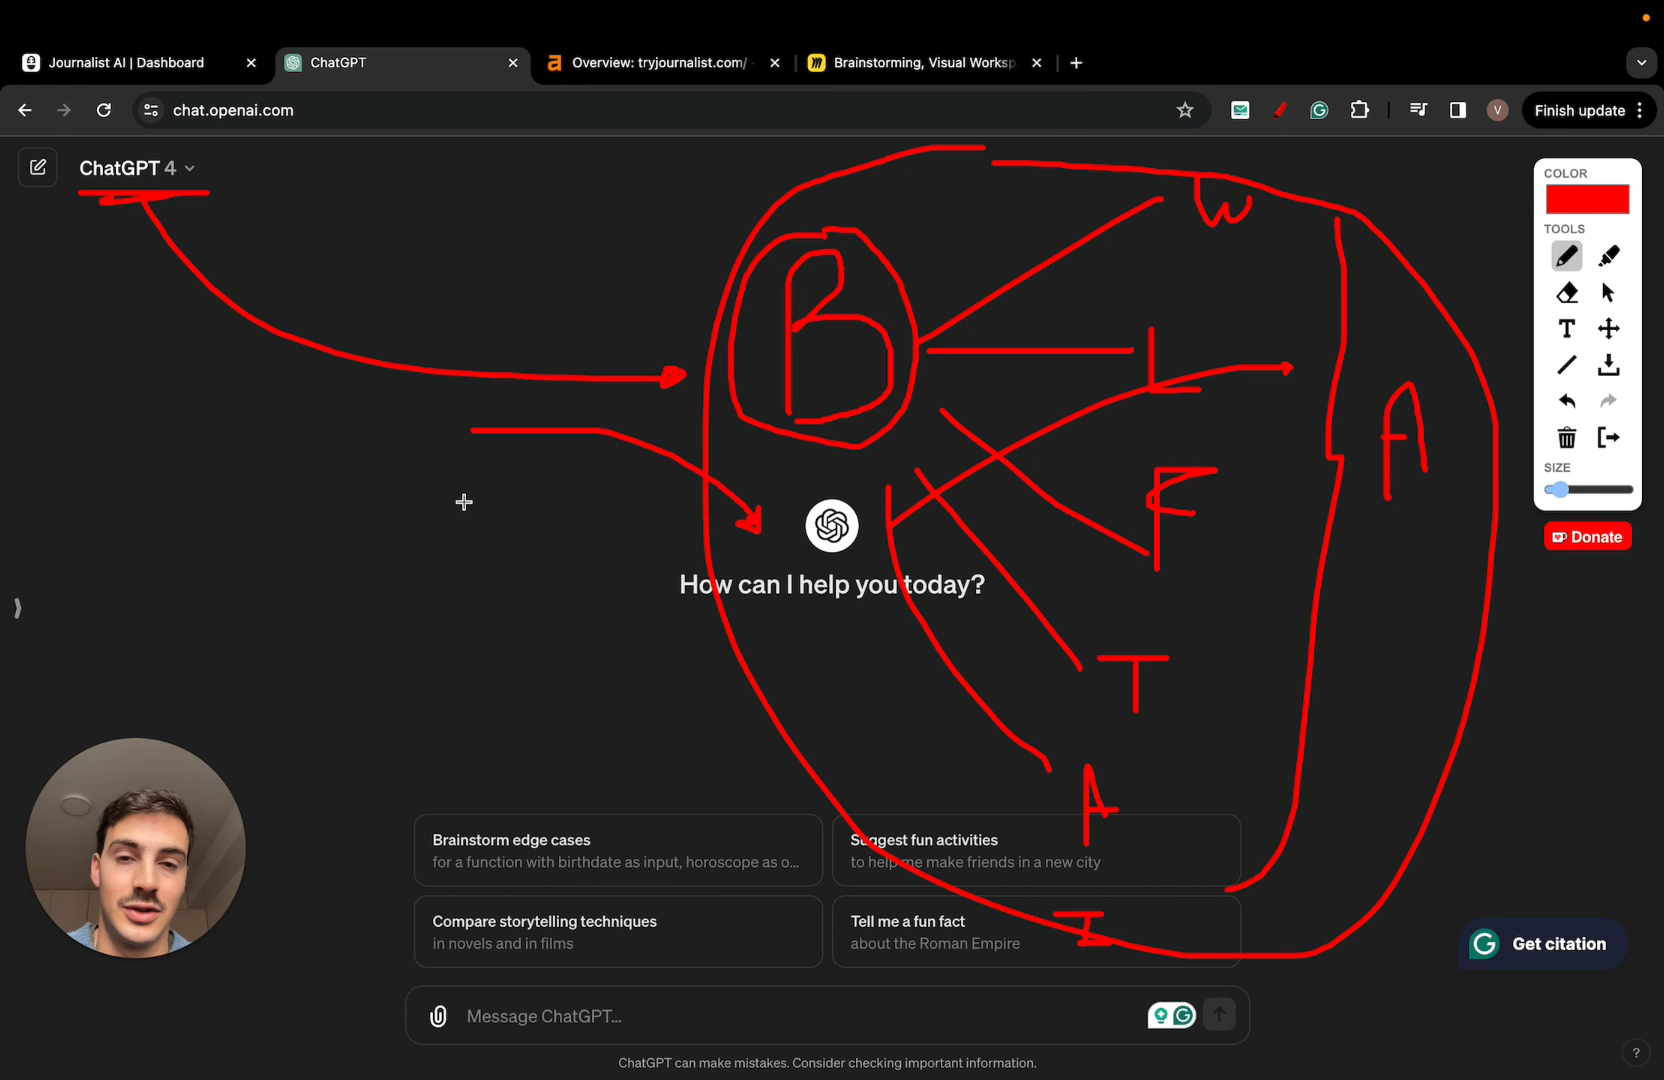 Journalist AI | Dashboard
ChatGPT
Overview: tryjournalist.com/ -
Brainstorming, Visual Worksp
chat.openai.com
V
Finish update
ChatGPT 4
COLOR
TOOLS
T
SIZE
Donate
W
B
L
A
F
T
A
I
How can I help you today?
Brainstorm edge cases
for a function with birthdate as input, horoscope as o...
Suggest fun activities
to help me make friends in a new city
Compare storytelling techniques
in novels and in films
Tell me a fun fact
about the Roman Empire
Get citation
Message ChatGPT...
ChatGPT can make mistakes. Consider checking important information.
?